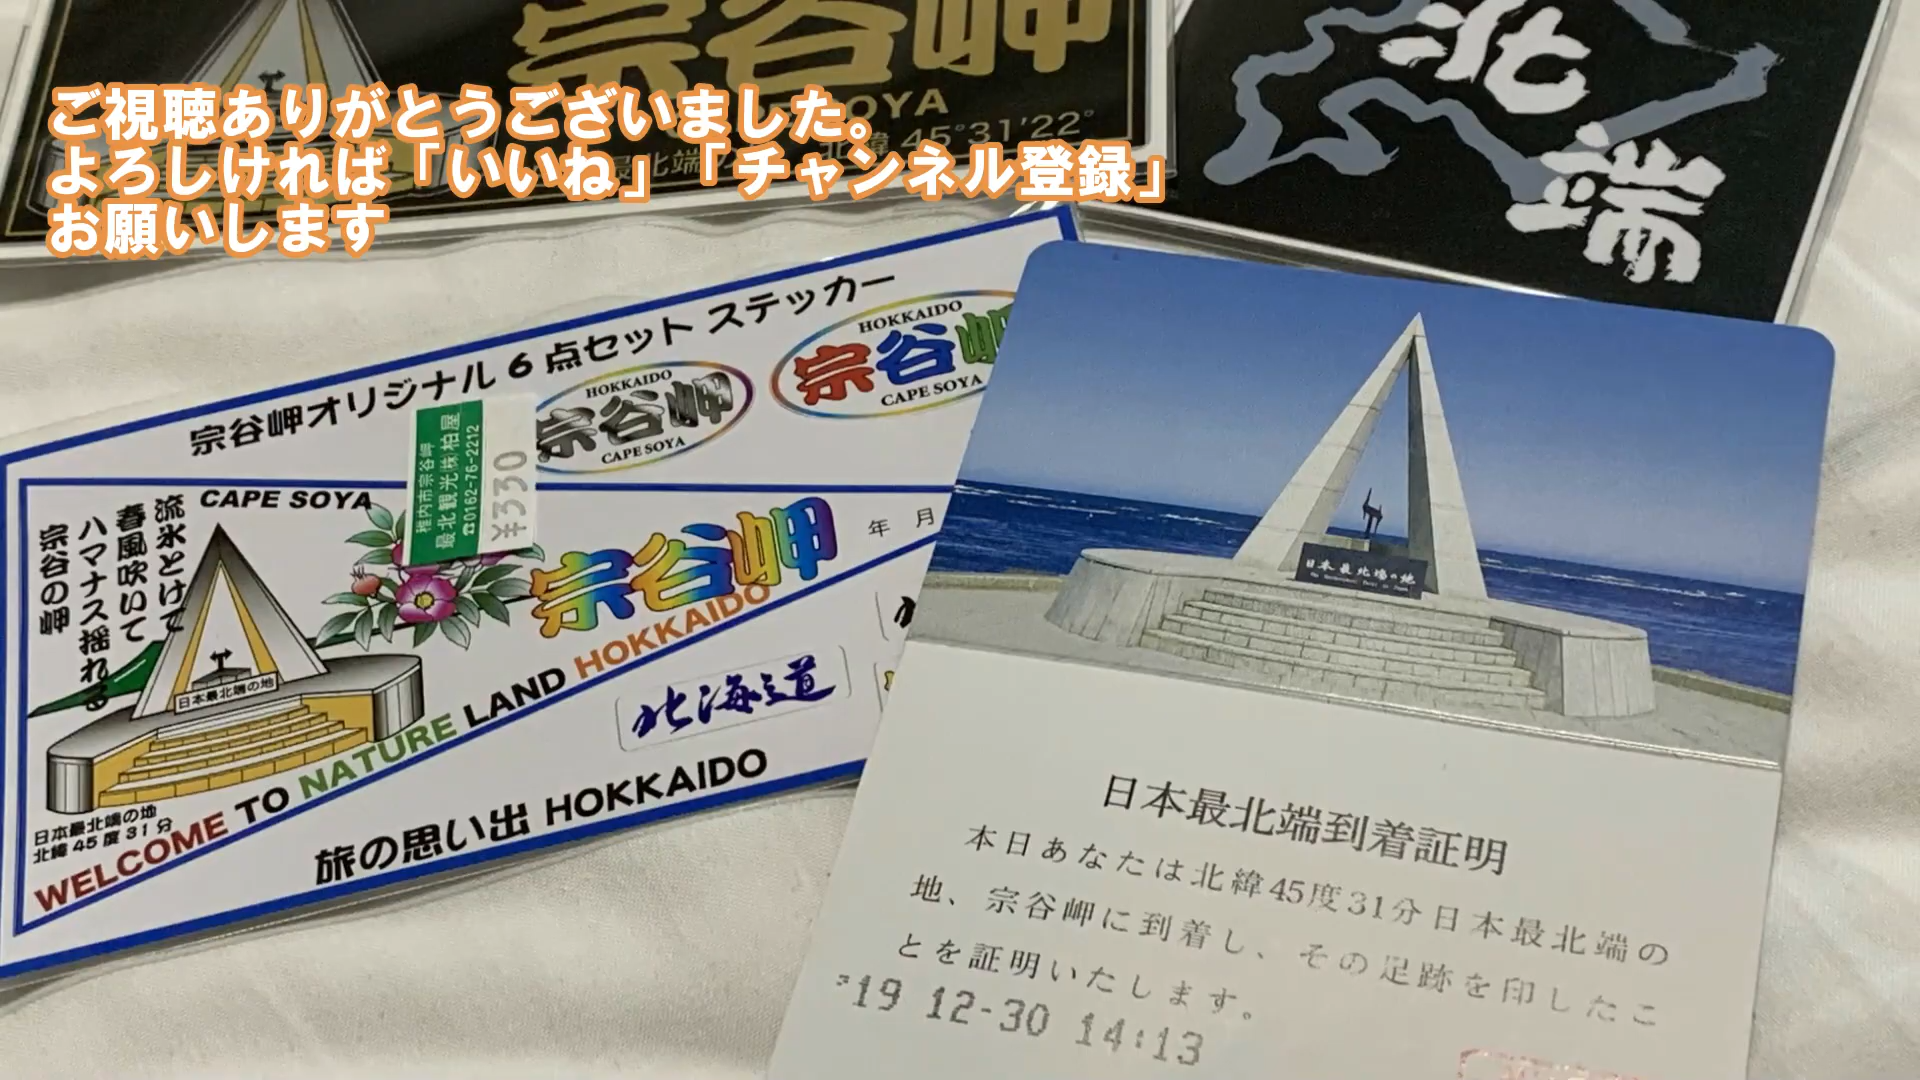 ご視聴ありがとうございました。
よろしければ「いいね」「チャンネル登録」
お願いします
宗谷岬
北緯 45°31′22″
北
端
宗谷岬オリジナル 6 点セット ステッカー
HOKKAIDO
宗谷岬
CAPE SOYA
HOKKAIDO
宗谷岬
CAPE SOYA
稚内市宗谷岬
最北観光㈱柏屋
☎0162-76-2212
¥330
CAPE SOYA
流氷とけて
春風吹いて
ハマナス揺れる
宗谷の岬
宗谷岬
年 月
日本最北端の地
北海道
日本最北端の地
北緯 45 度 31 分
WELCOME TO NATURE LAND HOKKAIDO
旅の思い出 HOKKAIDO
日本最北端の地
日本最北端到着証明
本日あなたは北緯45度31分日本最北端の
地、宗谷岬に到着し、その足跡を印したこ
とを証明いたします。
'19 12-30 14:13